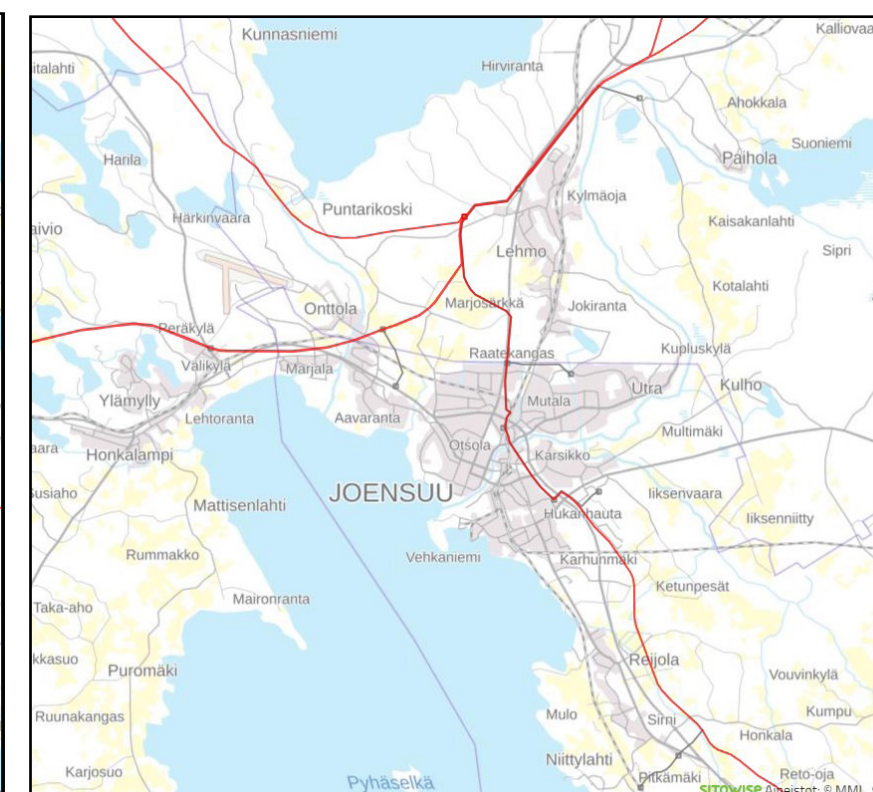 Kunnasniemi
Kalliovaa
italahti
Hirviranta
Ahokkala
Suoniemi
Harila
Paihola
Kylmäoja
Puntarikoski
Härkinvaara
Kaisakanlahti
aivio
Lehmo
Sipri
Kotalahti
Onttola
Marjosärkkä
Jokiranta
Peräkylä
Raatekangas
Kupluskylä
Välikylä
Marjala
Utra
Kulho
Ylämylly
Mutala
Lehtoranta
Aavaranta
Multimäki
aara
Otsola
Karsikko
Honkalampi
Susiaho
JOENSUU
Iiksenvaara
Mattisenlahti
Hukanhauta
Iiksenniitty
Rummakko
Vehkaniemi
Karhunmäki
Ketunpesät
Maironranta
Taka-aho
kkasuo
Reijola
Puromäki
Vouvinkylä
Kumpu
Ruunakangas
Mulo
Sirni
Honkala
Niittylahti
Karjosuo
Pyhäselkä
Pitkämäki
Reto-oja
SITOWISE Aineistot: © MML,